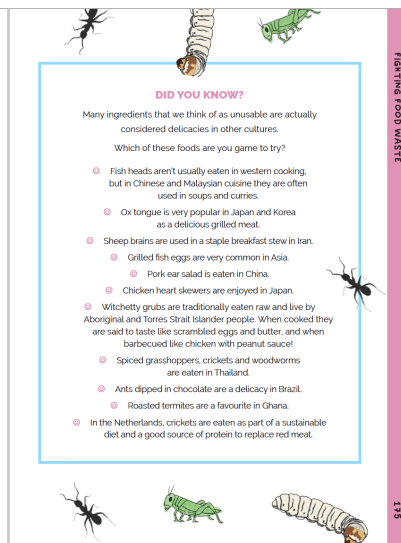 DID YOU KNOW?
Many ingredients that we think of as unusable are actually
considered delicacies in other cultures.
Which of these foods are you game to try?
Fish heads aren't usually eaten in western cooking,
but in Chinese and Malaysian cuisine they are often
used in soups and curries.
Ox tongue is very popular in Japan and Korea
as a delicious grilled meat.
Sheep brains are used in a staple breakfast stew in Iran.
Grilled fish eggs are very common in Asia.
Pork ear salad is eaten in China.
Chicken heart skewers are enjoyed in Japan.
Witchetty grubs are traditionally eaten raw and live by
Aboriginal and Torres Strait Islander people. When cooked they
are said to taste like scrambled eggs and butter, and when
barbecued like chicken with peanut sauce!
Spiced grasshoppers, crickets and woodworms
are eaten in Thailand.
Ants dipped in chocolate are a delicacy in Brazil.
Roasted termites are a favourite in Ghana.
In the Netherlands, crickets are eaten as part of a sustainable
diet and a good source of protein to replace red meat.
FIGHTING FOOD WASTE
175